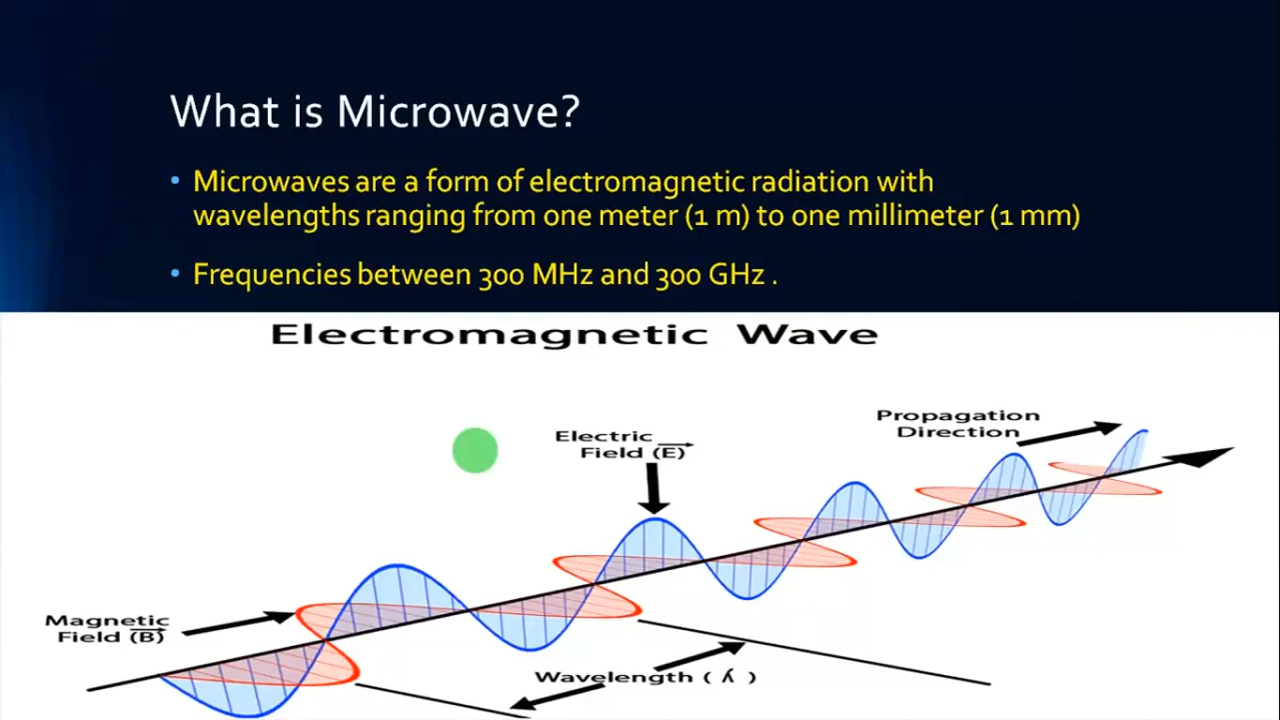 What is Microwave?
• Microwaves are a form of electromagnetic radiation with
wavelengths ranging from one meter (1 m) to one millimeter (1 mm)
• Frequencies between 300 MHz and 300 GHz .
Electromagnetic Wave
Propagation
Direction
Electric
Field (E)
Magnetic
Field (B)
Wavelength ( ʎ )